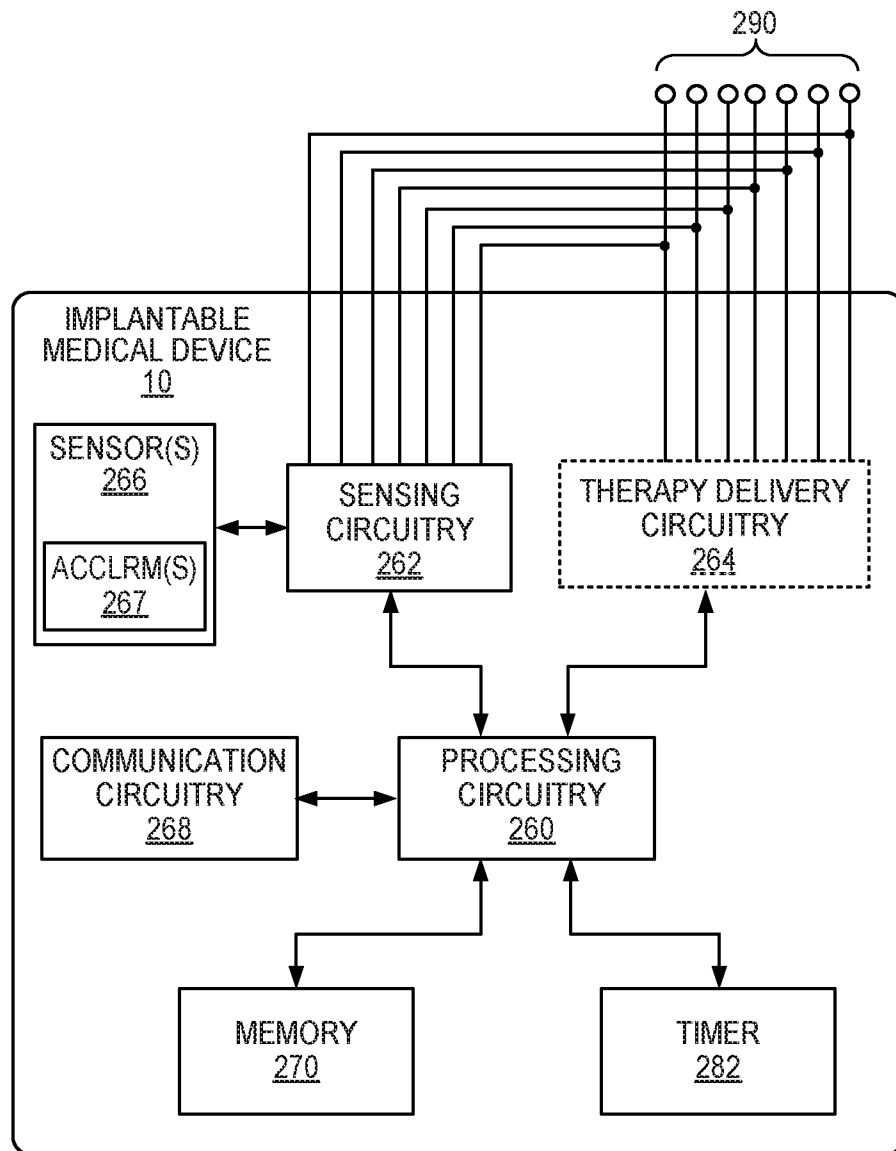 290
IMPLANTABLE
MEDICAL DEVICE
10
SENSOR(S)
266
ACCLRM(S)
267
SENSING
CIRCUITRY
262
THERAPY DELIVERY
CIRCUITRY
264
COMMUNICATION
CIRCUITRY
268
PROCESSING
CIRCUITRY
260
MEMORY
270
TIMER
282